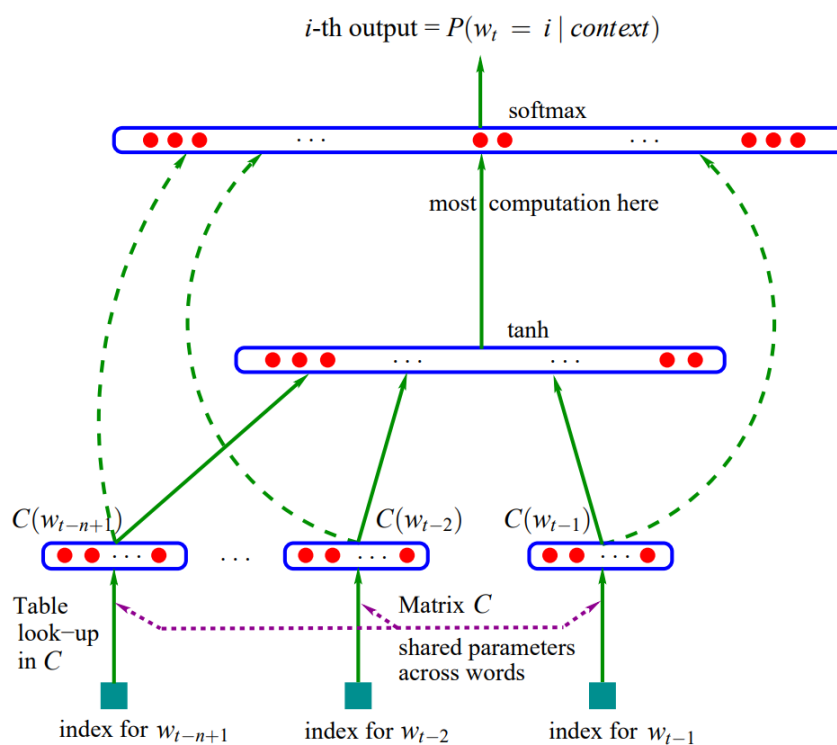 i-th output = P(w_t = i | context)
softmax
... ...
most computation here
tanh
... ...
C(w_{t−n+1}) C(w_{t−2}) C(w_{t−1})
... ... ... ...
Table
look−up
in C
Matrix C
shared parameters
across words
index for w_{t−n+1}
index for w_{t−2}
index for w_{t−1}